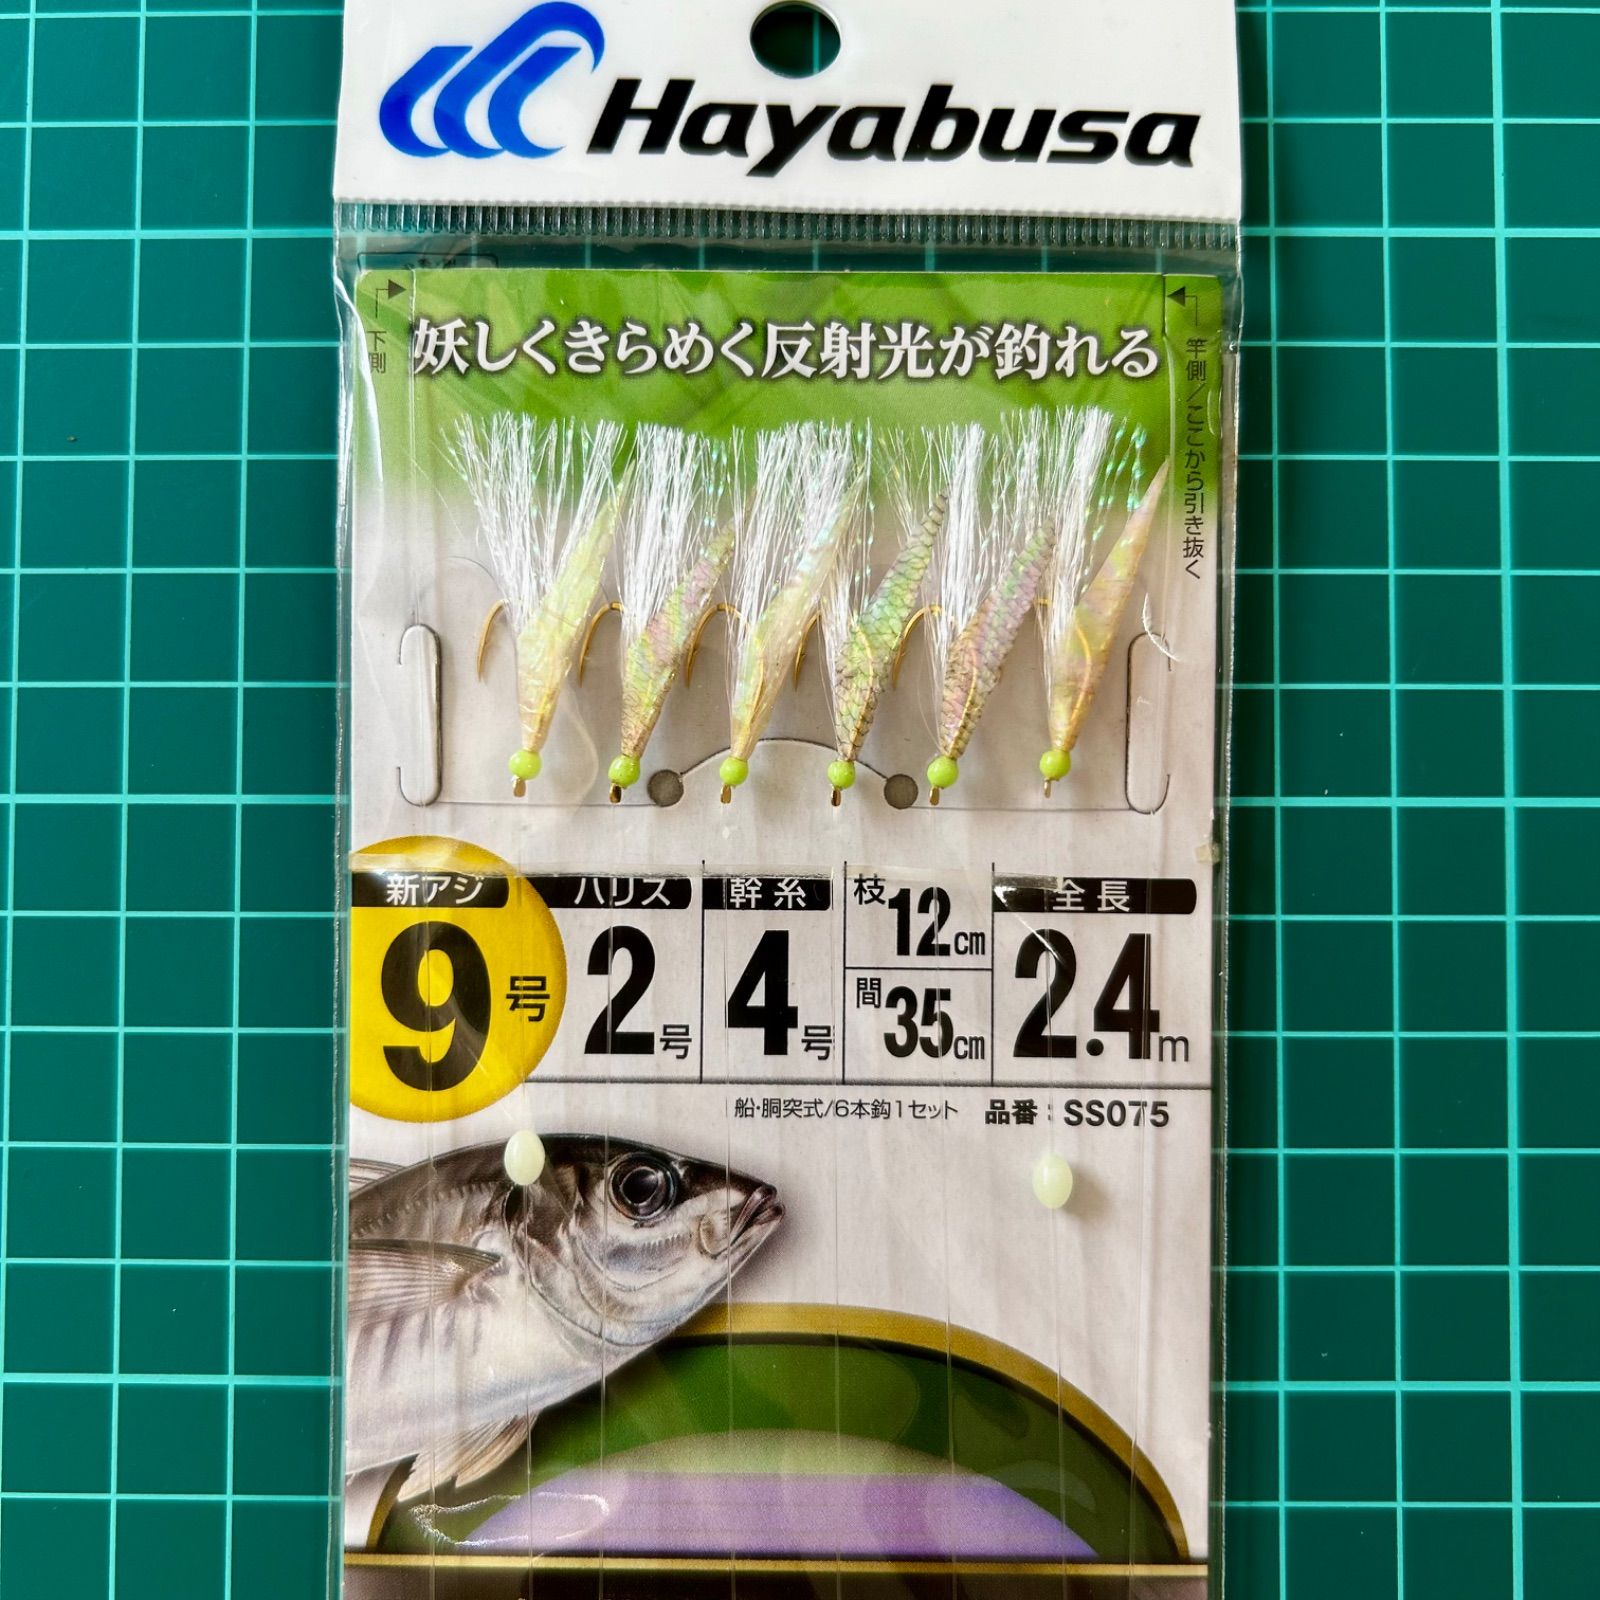 Hayabusa
下側
妖しくきらめく反射光が釣れる
竿側/ここから引き抜く
新アジ 9号
ハリス 2号
幹糸 4号
枝 12cm
間 35cm
全長 2.4m
船・胴突式/6本鈎1セット 品番:SS075